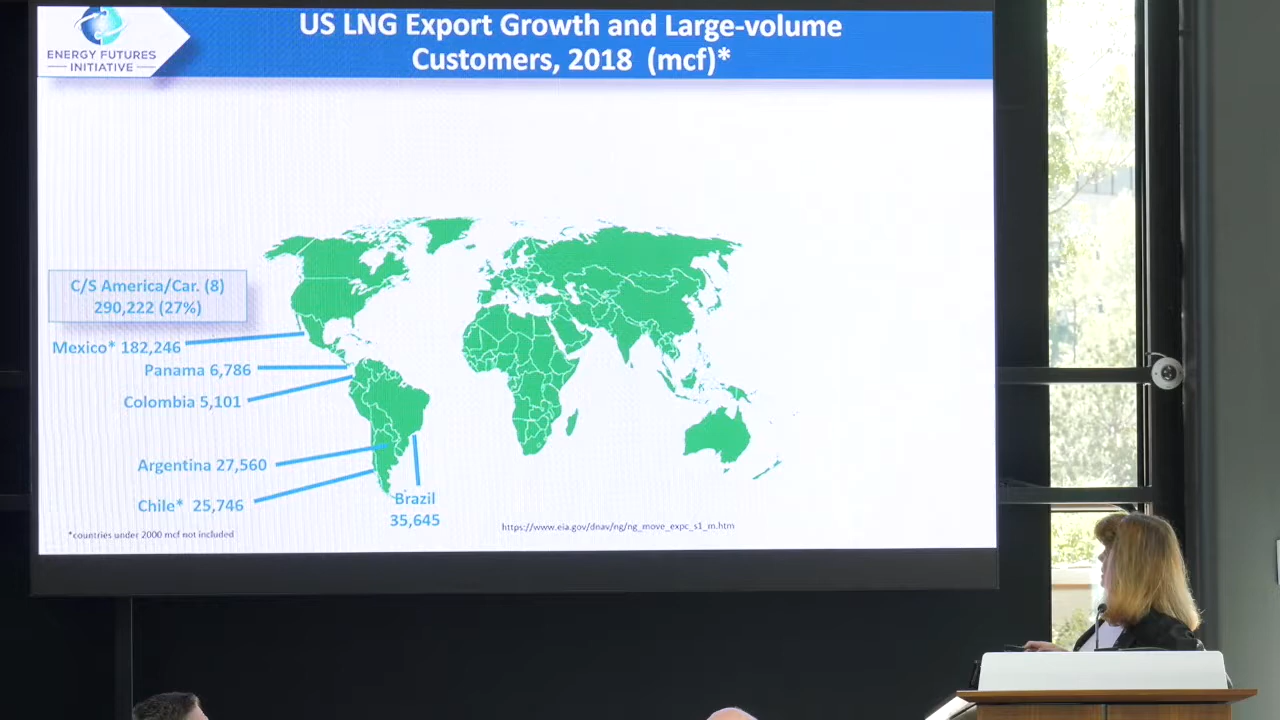 US LNG Export Growth and Large-volume
Customers, 2018 (mcf)*
ENERGY FUTURES
INITIATIVE
C/S America/Car. (8)
290,222 (27%)
Mexico* 182,246
Panama 6,786
Colombia 5,101
Argentina 27,560
Chile* 25,746
Brazil
35,645
*countries under 2000 mcf not included
https://www.eia.gov/dnav/ng/ng_move_expc_s1_m.htm